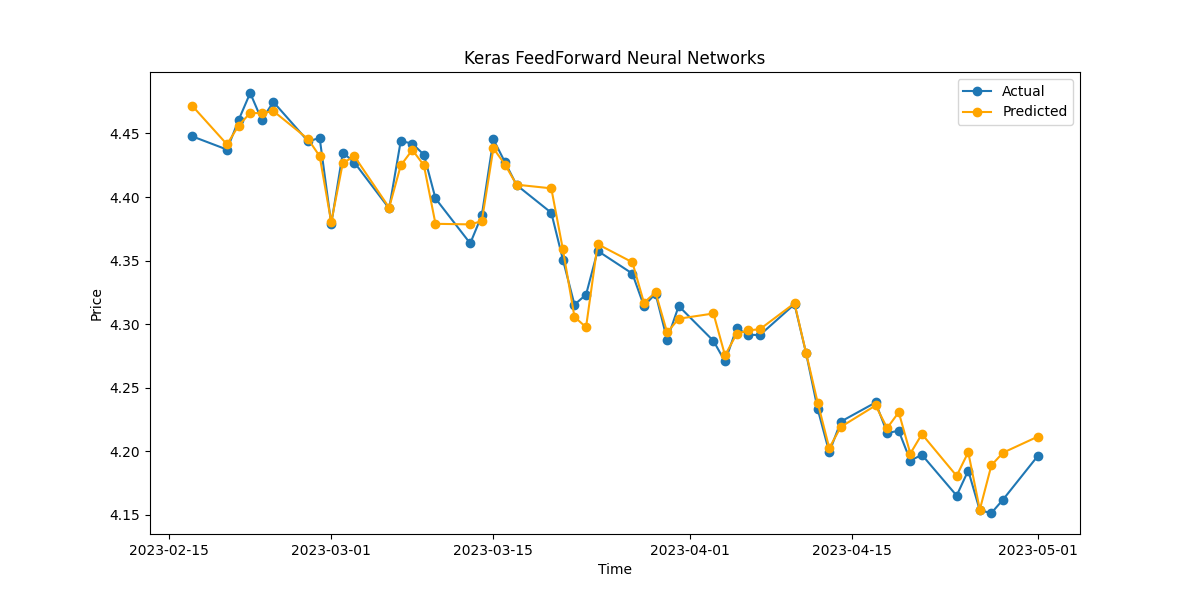 Keras FeedForward Neural Networks
Actual
Predicted
4.45
4.40
4.35
4.30
4.25
4.20
4.15
Price
2023-02-15
2023-03-01
2023-03-15
2023-04-01
2023-04-15
2023-05-01
Time